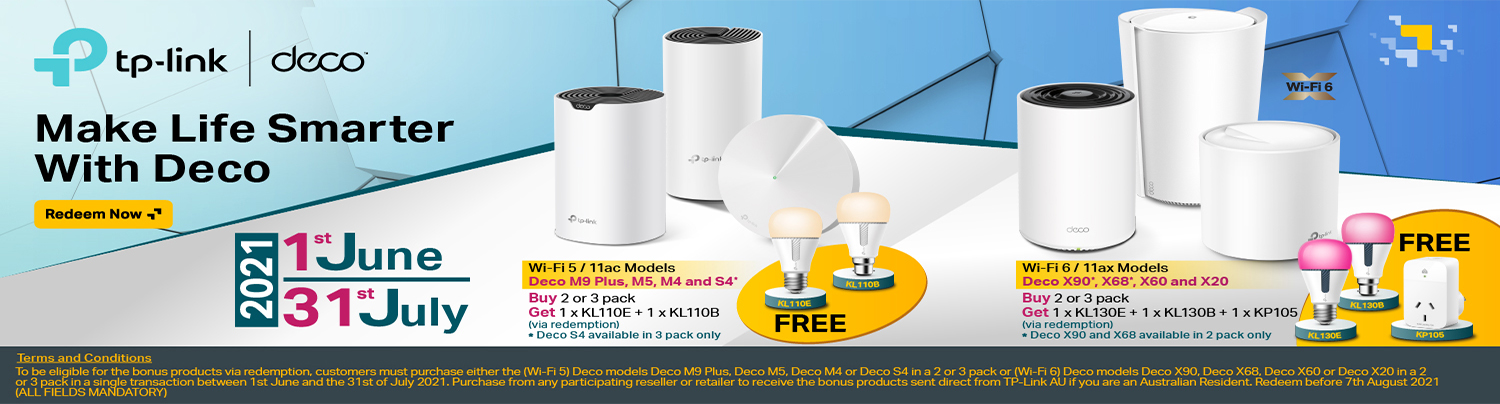 tp-link | deco™
Make Life Smarter
With Deco
Redeem Now
2021
1st June
31st July
deco
tp-link
tp-link
Wi-Fi 5 / 11ac Models
Deco M9 Plus, M5, M4 and S4*
Buy 2 or 3 pack
Get 1 x KL110E + 1 x KL110B
(via redemption)
* Deco S4 available in 3 pack only
KL110E
KL110B
FREE
Wi-Fi 6
deco
deco
tp-link
Wi-Fi 6 / 11ax Models
Deco X90*, X68*, X60 and X20
Buy 2 or 3 pack
Get 1 x KL130E + 1 x KL130B + 1 x KP105
(via redemption)
* Deco X90 and X68 available in 2 pack only
FREE
KL130B
KL130E
KP105
Terms and Conditions
To be eligible for the bonus products via redemption, customers must purchase either the (Wi-Fi 5) Deco models Deco M9 Plus, Deco M5, Deco M4 or Deco S4 in a 2 or 3 pack or (Wi-Fi 6) Deco models Deco X90, Deco X68, Deco X60 or Deco X20 in a 2
or 3 pack in a single transaction between 1st June and the 31st of July 2021. Purchase from any participating reseller or retailer to receive the bonus products sent direct from TP-Link AU if you are an Australian Resident. Redeem before 7th August 2021
(ALL FIELDS MANDATORY)